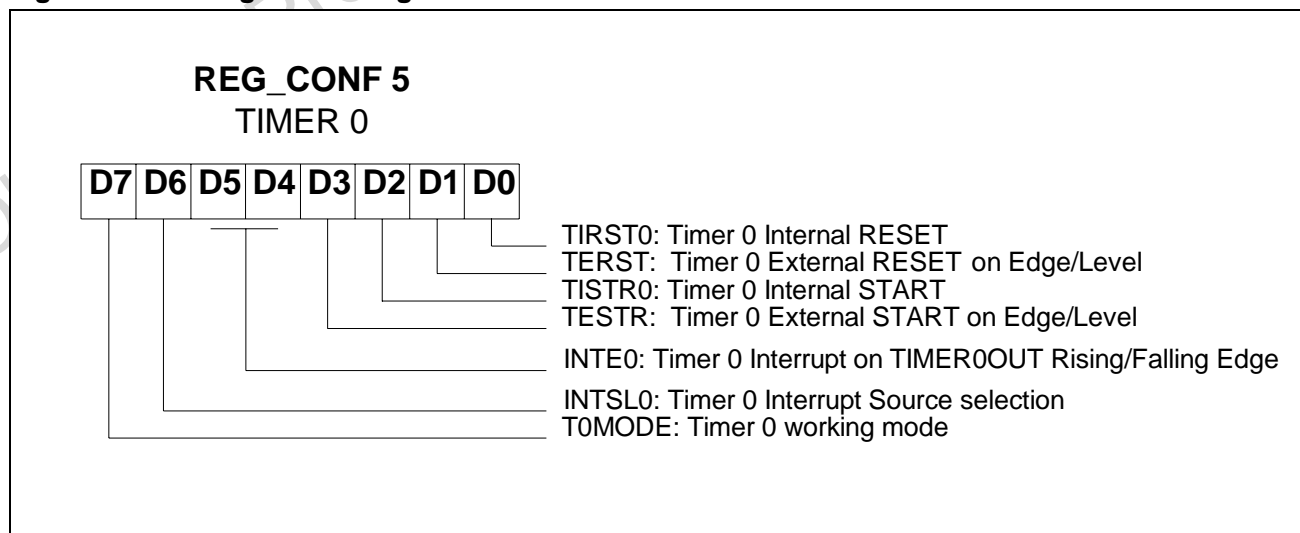 REG_CONF 5
TIMER 0
D7 D6 D5 D4 D3 D2 D1 D0
TIRST0: Timer 0 Internal RESET
TERST: Timer 0 External RESET on Edge/Level
TISTR0: Timer 0 Internal START
TESTR: Timer 0 External START on Edge/Level
INTE0: Timer 0 Interrupt on TIMER0OUT Rising/Falling Edge
INTSL0: Timer 0 Interrupt Source selection
T0MODE: Timer 0 working mode